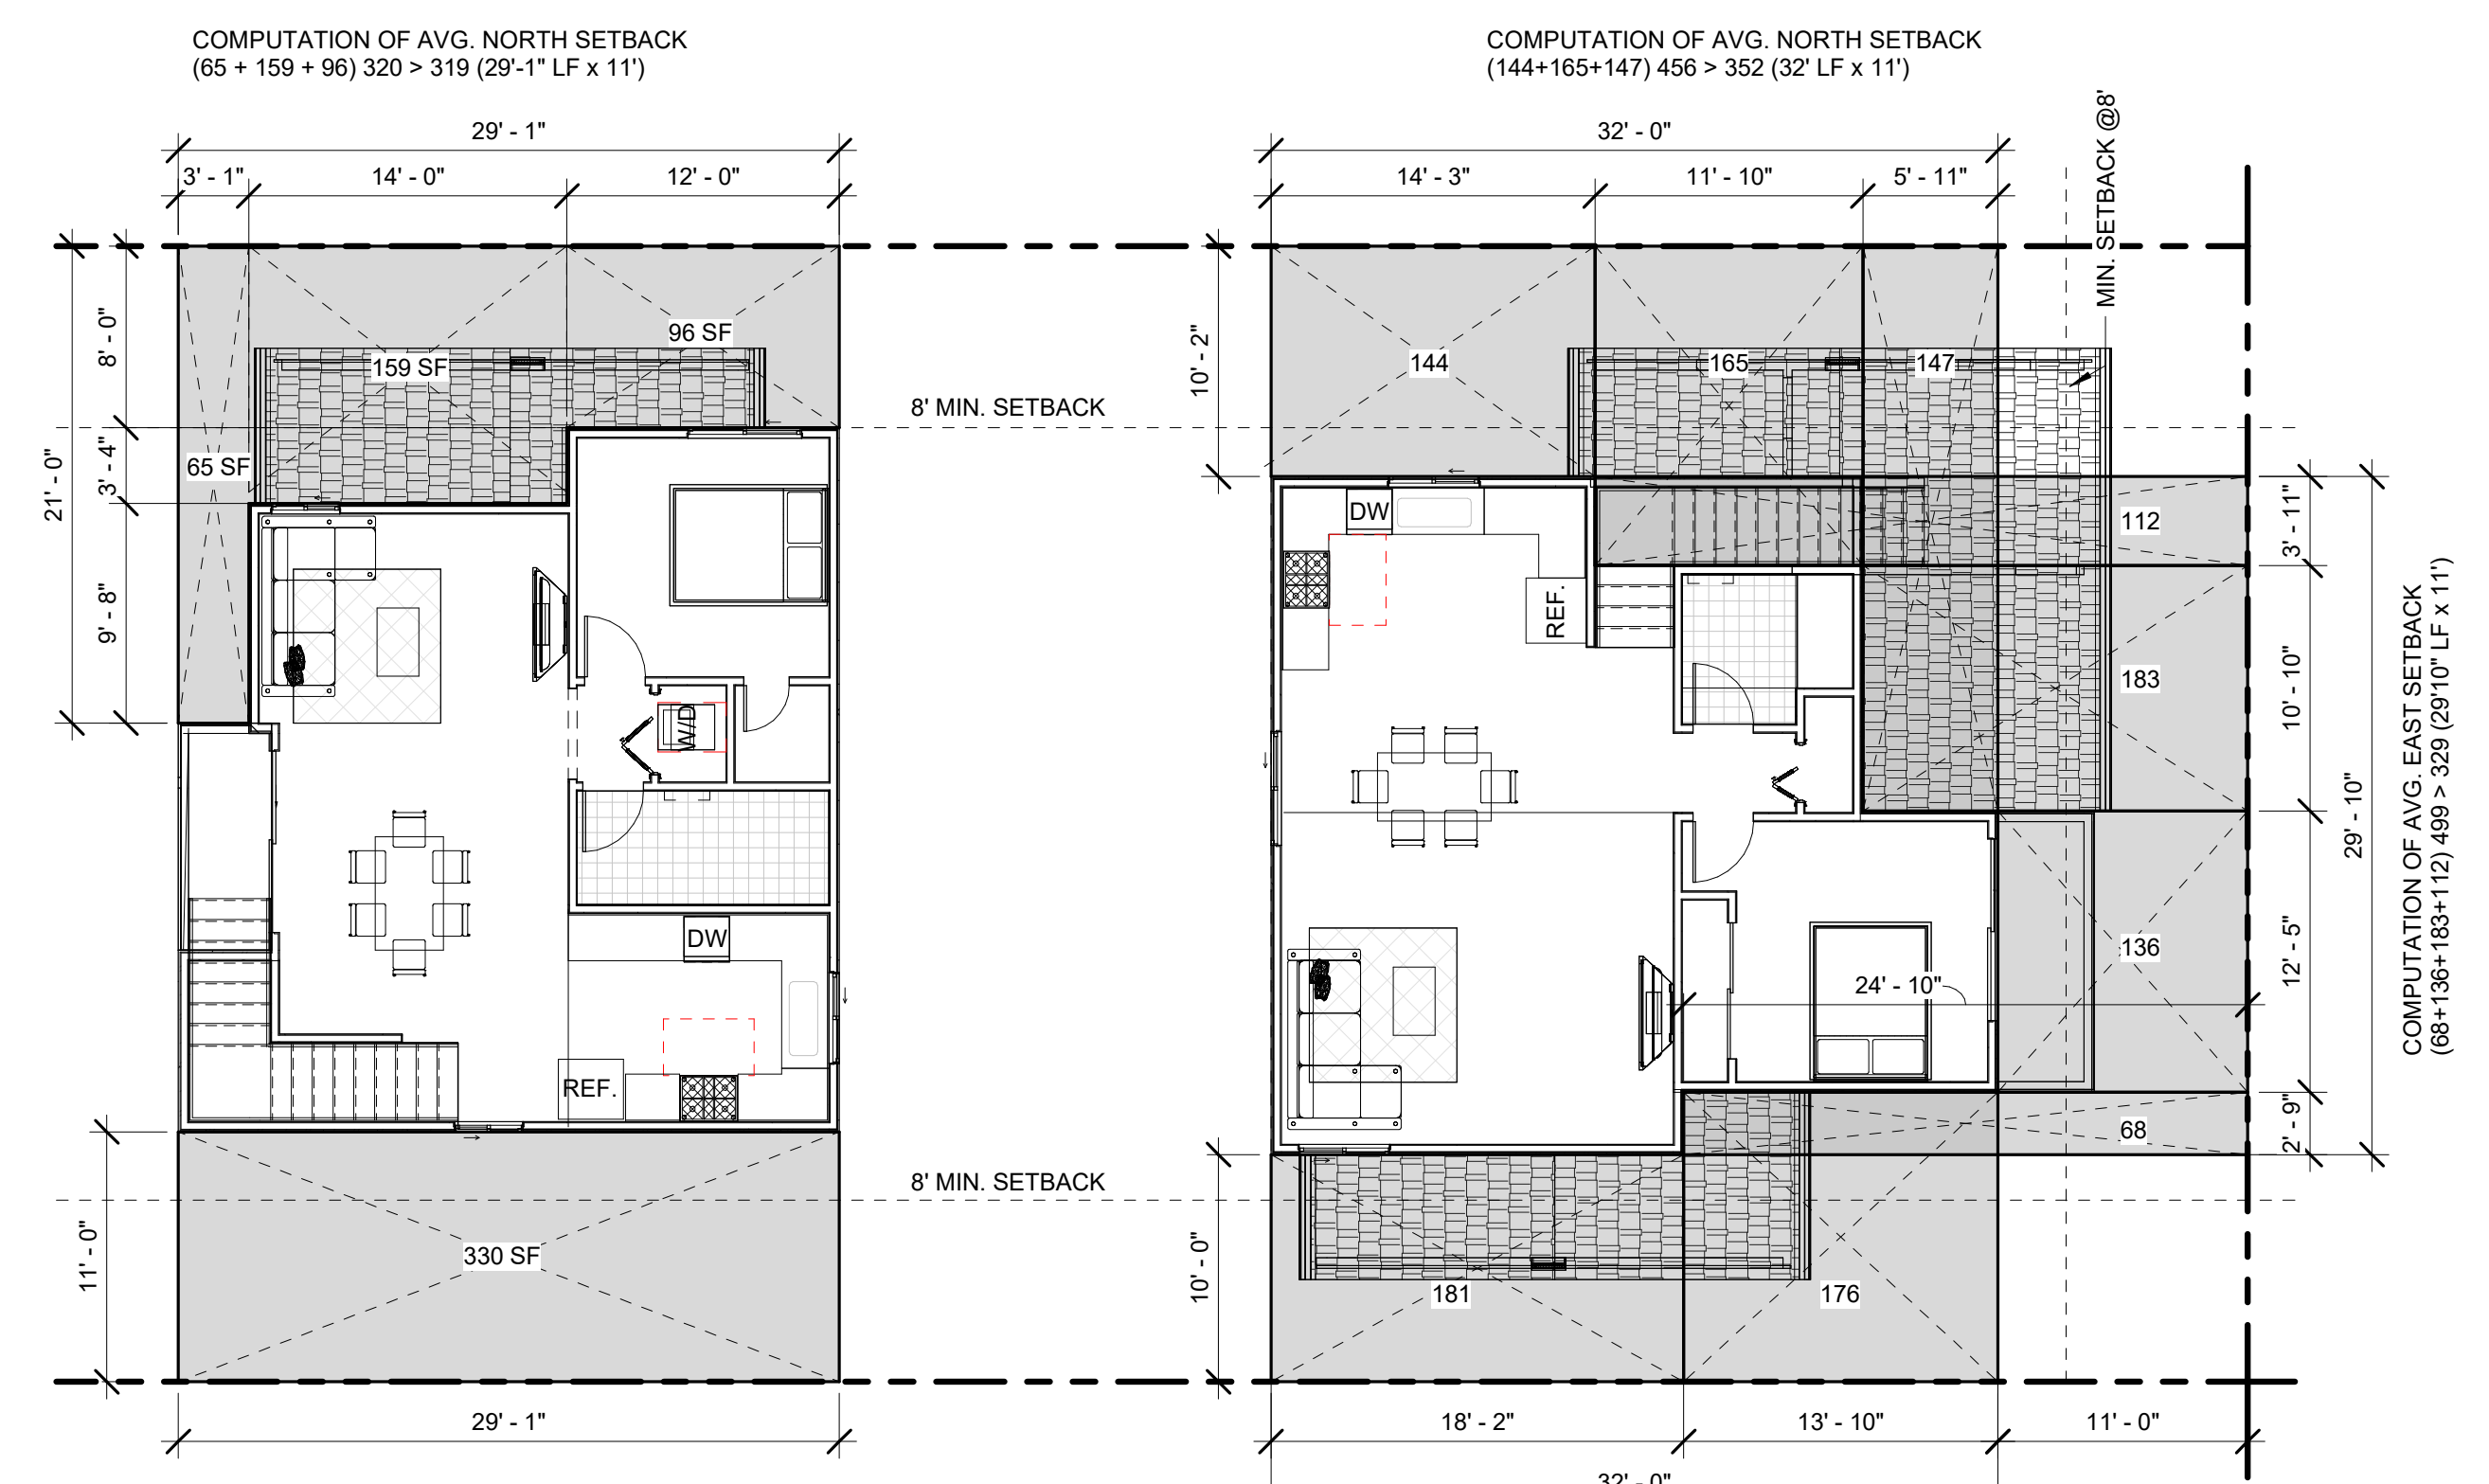 COMPUTATION OF AVG. NORTH SETBACK
(65 + 159 + 96) 320 > 319 (29'-1" LF x 11')
COMPUTATION OF AVG. NORTH SETBACK
(144+165+147) 456 > 352 (32' LF x 11')
29' - 1"
3' - 1"
14' - 0"
12' - 0"
32' - 0"
14' - 3"
11' - 10"
5' - 11"
MIN. SETBACK @8'
21' - 0"
8' - 0"
3' - 4"
9' - 8"
96 SF
159 SF
65 SF
8' MIN. SETBACK
10' - 2"
144
165
147
W/D
DW
REF.
DW
REF.
112
183
136
68
24' - 10"
3' - 11"
10' - 10"
12' - 5"
2' - 9"
29' - 10"
COMPUTATION OF AVG. EAST SETBACK
(68+136+183+112) 499 > 329 (29'10" LF x 11')
8' MIN. SETBACK
11' - 0"
330 SF
10' - 0"
181
176
29' - 1"
18' - 2"
13' - 10"
11' - 0"
32' - 0"